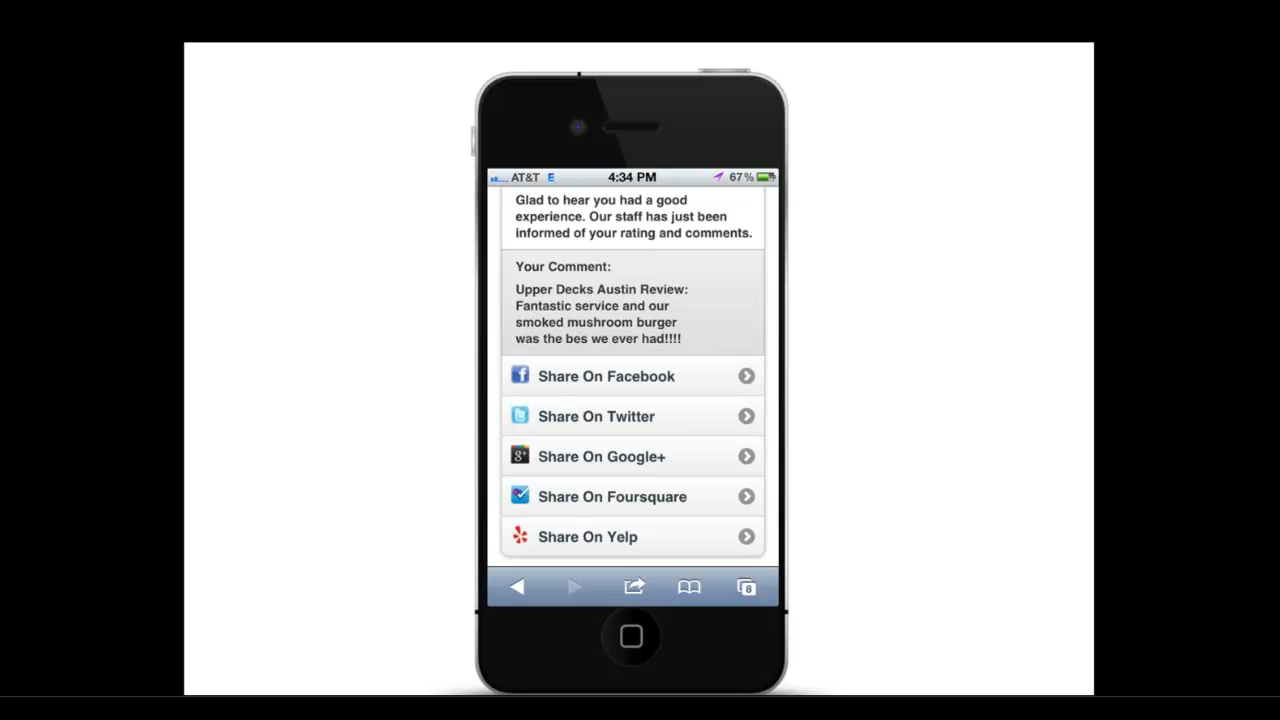 AT&T E 4:34 PM 67%
Glad to hear you had a good
experience. Our staff has just been
informed of your rating and comments.
Your Comment:
Upper Decks Austin Review:
Fantastic service and our
smoked mushroom burger
was the bes we ever had!!!!
Share On Facebook
Share On Twitter
Share On Google+
Share On Foursquare
Share On Yelp
8